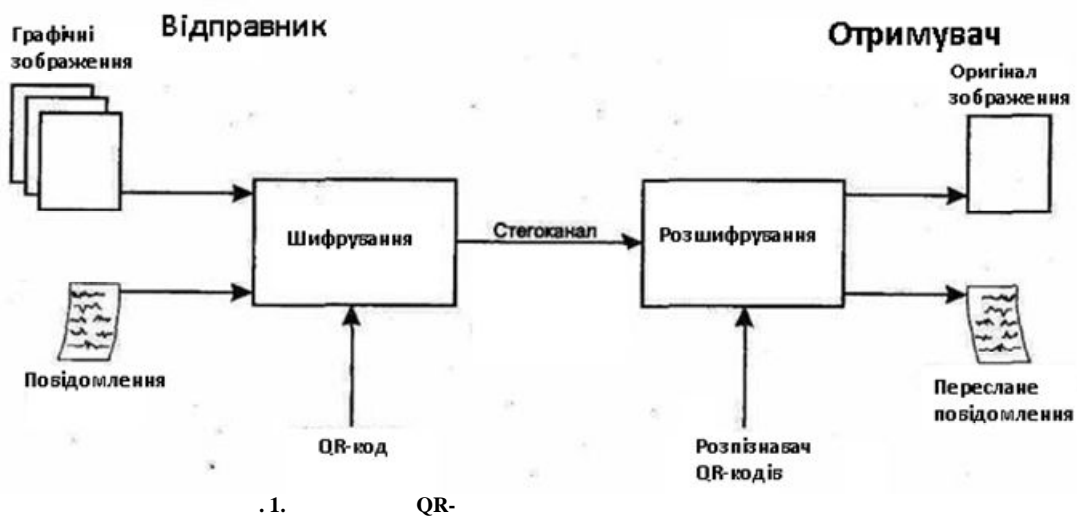 Відправник
Отримувач
Графічні
зображення
Оригінал
зображення
Шифрування
Стегоканал
Розшифрування
Повідомлення
Переслане
повідомлення
QR-код
Розпізнавач
QR-кодів
. 1. QR-